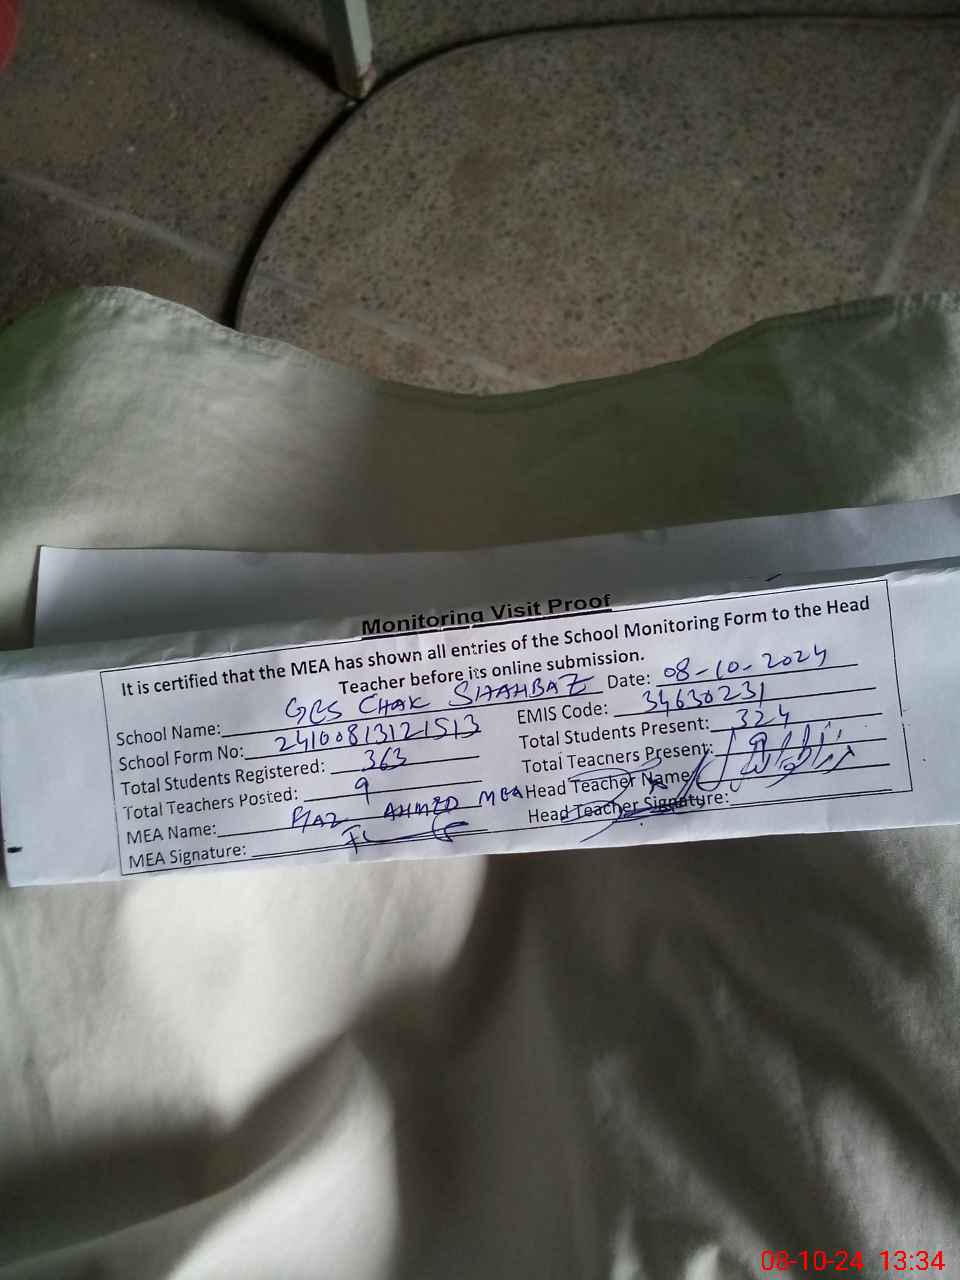 Monitoring Visit Proof
It is certified that the MEA has shown all entries of the School Monitoring Form to the Head
Teacher before its online submission.
School Name: GES CHAK SHAHBAZ Date: 08-10-2024
School Form No: 24100813121513 EMIS Code: 34630231
Total Students Registered: 363 Total Students Present: 324
Total Teachers Posted: 9 Total Teachers Present:
MEA Name: AHMED MEA Head Teacher Name
MEA Signature: Head Teacher Signature:
08-10-24 13:34